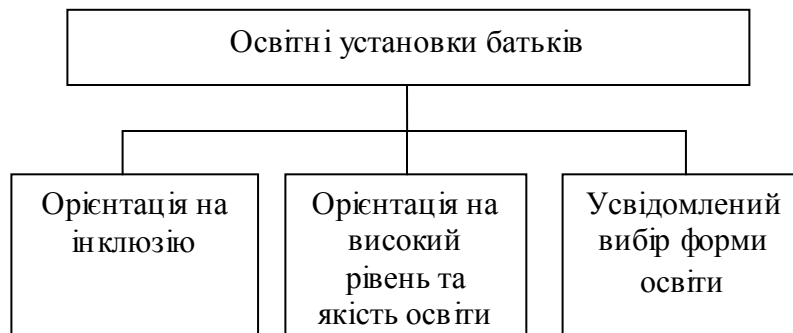 Освітні установки батьків
Орієнтація на
інклюзію
Орієнтація на
високий
рівень та
якість освіти
Усвідомлений
вибір форми
освіти